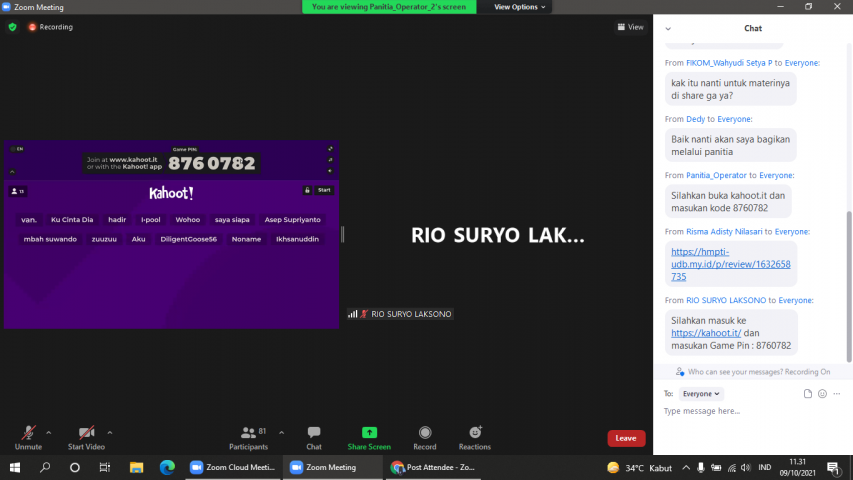 Zoom Meeting
You are viewing Panitia_Operator_2's screen
View Options
Recording
View
EN
Game PIN:
Join at www.kahoot.it
or with the Kahoot! app
876 0782
13
Kahoot!
Start
van.
Ku Cinta Dia
hadir
I-pool
Wohoo
saya siapa
Asep Supriyanto
mbah suwando
zuuzuu
Aku
DiligentGoose56
Noname
Ikhsanuddin
RIO SURYO LAK...
RIO SURYO LAKSONO
Chat
From FIKOM_Wahyudi Setya P to Everyone:
kak itu nanti untuk materinya
di share ga ya?
From Dedy to Everyone:
Baik nanti akan saya bagikan
melalui panitia
From Panitia_Operator to Everyone:
Silahkan buka kahoot.it dan
masukan kode 8760782
From Risma Adisty Nilasari to Everyone:
https://hmpti-
udb.my.id/p/review/1632658
735
From RIO SURYO LAKSONO to Everyone:
Silahkan masuk ke
https://kahoot.it/ dan
masukan Game Pin : 8760782
Who can see your messages? Recording On
To:
Everyone
Type message here...
Unmute
Start Video
81
Participants
Chat
Share Screen
Record
Reactions
Leave
Zoom Cloud Meeti...
Zoom Meeting
Post Attendee - Zo...
34°C Kabut
IND
11.31
09/10/2021
1